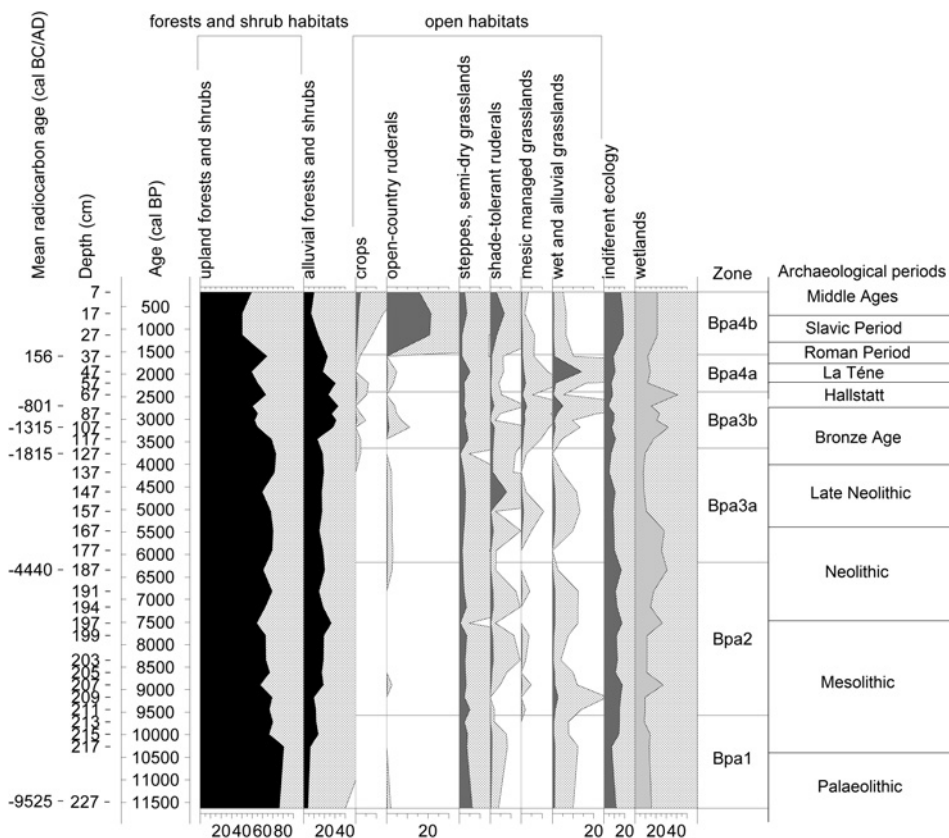 forests and shrub habitats
open habitats
Mean radiocarbon age (cal BC/AD)
Depth (cm)
Age (cal BP)
upland forests and shrubs
alluvial forests and shrubs
crops
open-country ruderals
steppes, semi-dry grasslands
shade-tolerant ruderals
mesic managed grasslands
wet and alluvial grasslands
indiferent ecology
wetlands
Zone
Archaeological periods
156
-801
-1315
-1815
-4440
-9525
7
17
27
37
47
57
67
87
107
117
127
137
147
157
167
177
187
191
194
197
199
203
205
207
209
211
213
215
217
227
500
1000
1500
2000
2500
3000
3500
4000
4500
5000
5500
6000
6500
7000
7500
8000
8500
9000
9500
10000
10500
11000
11500
Bpa4b
Bpa4a
Bpa3b
Bpa3a
Bpa2
Bpa1
Middle Ages
Slavic Period
Roman Period
La Téne
Hallstatt
Bronze Age
Late Neolithic
Neolithic
Mesolithic
Palaeolithic
20406080 2040 20 20 20 2040